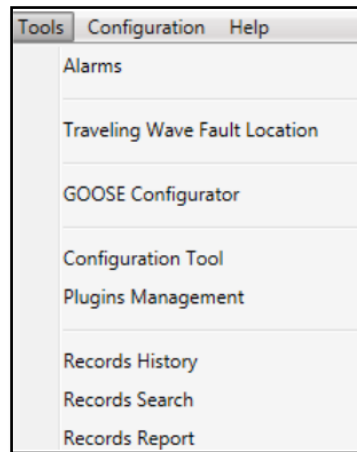 Tools Configuration Help
Alarms
Traveling Wave Fault Location
GOOSE Configurator
Configuration Tool
Plugins Management
Records History
Records Search
Records Report